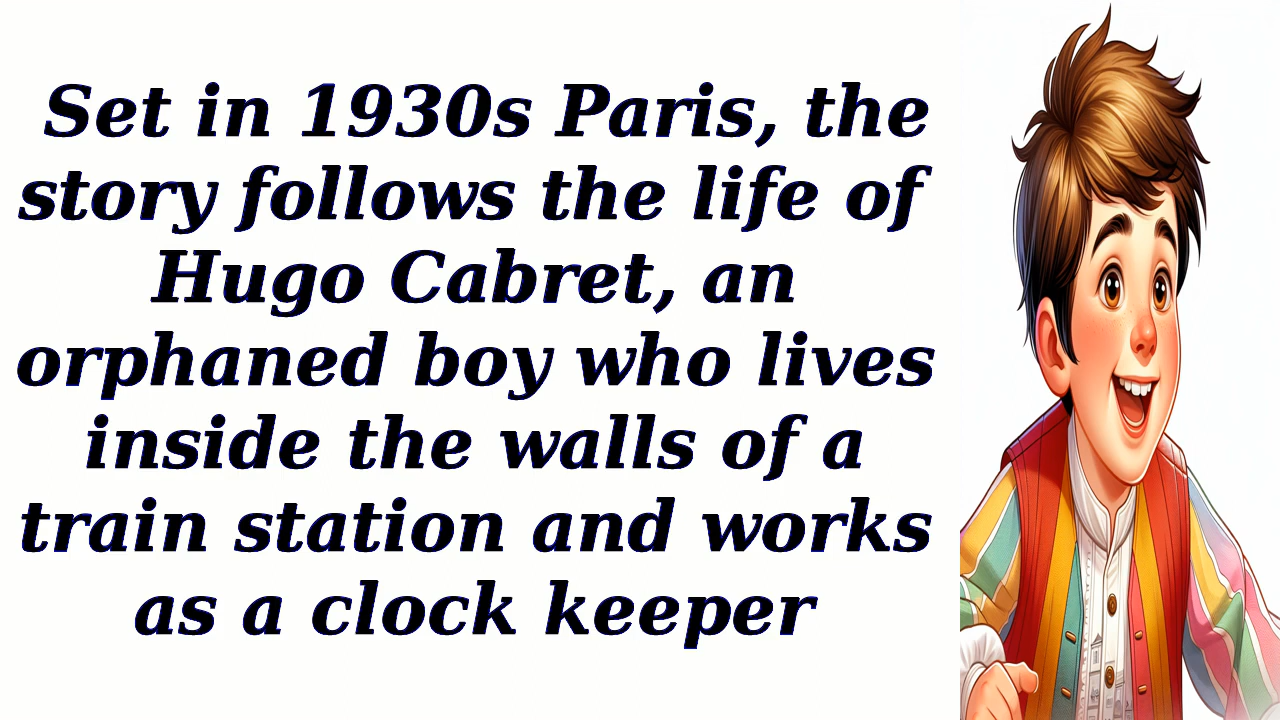 Set in 1930s Paris, the
story follows the life of
Hugo Cabret, an
orphaned boy who lives
inside the walls of a
train station and works
as a clock keeper